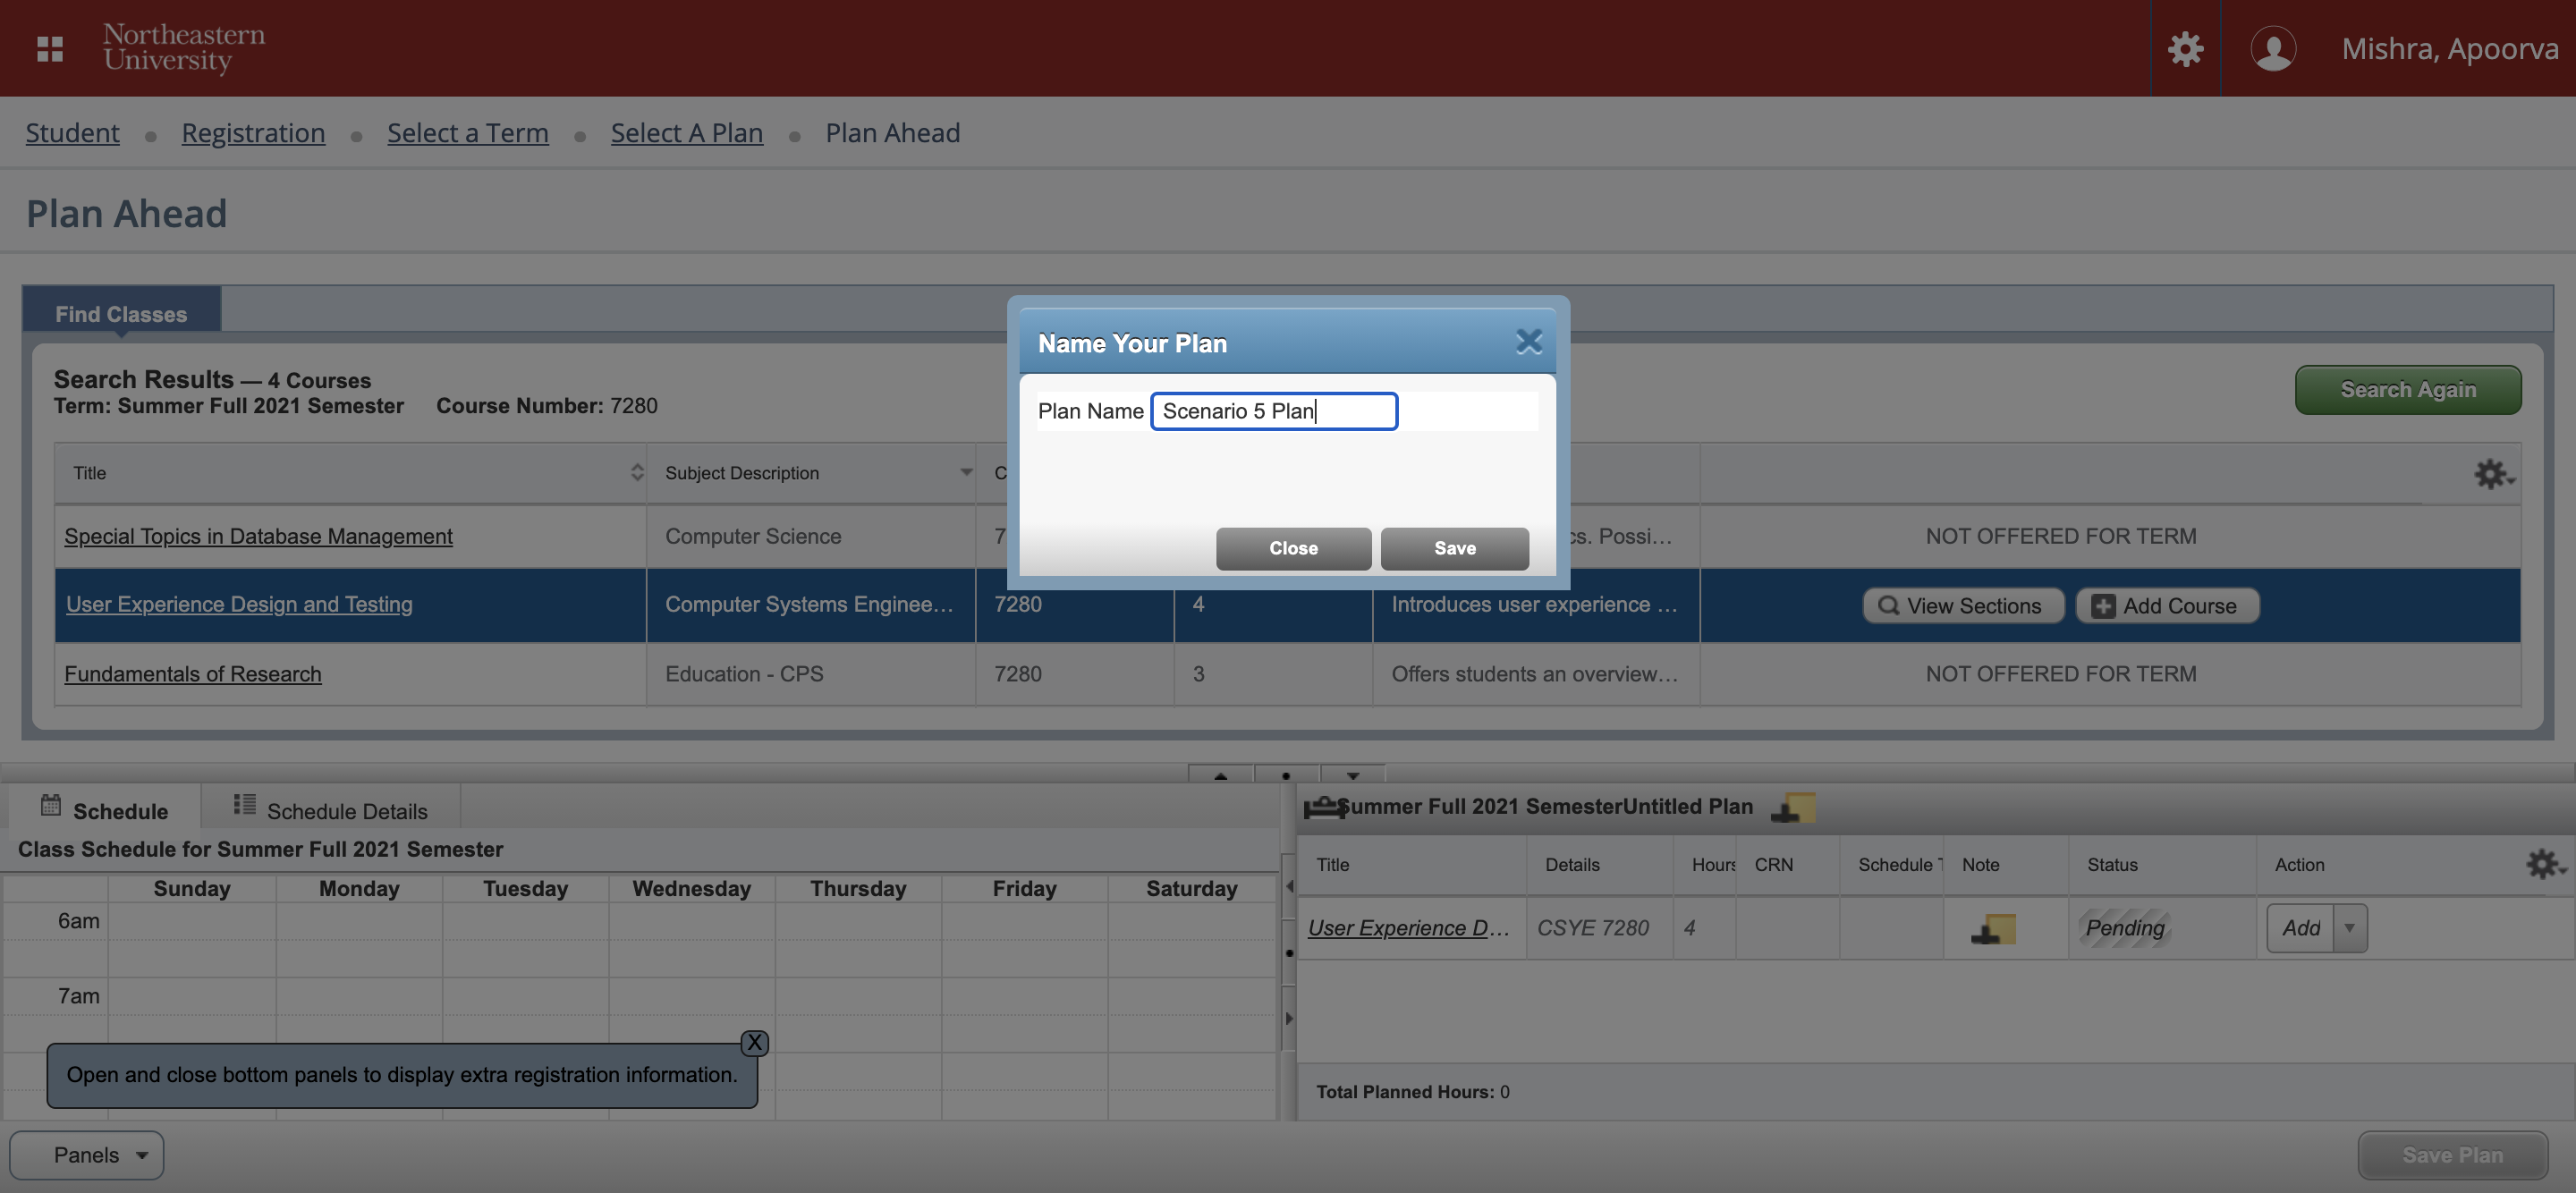 Northeastern
University
Mishra, Apoorva
Student
Registration
Select a Term
Select A Plan
Plan Ahead
Plan Ahead
Find Classes
Search Results — 4 Courses
Term: Summer Full 2021 Semester Course Number: 7280
Search Again
Name Your Plan
Plan Name Scenario 5 Plan
Close
Save
Title Subject Description C
Special Topics in Database Management Computer Science 7 cs. Possi... NOT OFFERED FOR TERM
User Experience Design and Testing Computer Systems Enginee... 7280 4 Introduces user experience ... View Sections Add Course
Fundamentals of Research Education - CPS 7280 3 Offers students an overview... NOT OFFERED FOR TERM
Schedule
Schedule Details
Class Schedule for Summer Full 2021 Semester
Sunday Monday Tuesday Wednesday Thursday Friday Saturday
6am
7am
X
Open and close bottom panels to display extra registration information.
Summer Full 2021 SemesterUntitled Plan
Title Details Hours CRN Schedule T Note Status Action
User Experience D... CSYE 7280 4 Pending Add
Total Planned Hours: 0
Panels
Save Plan